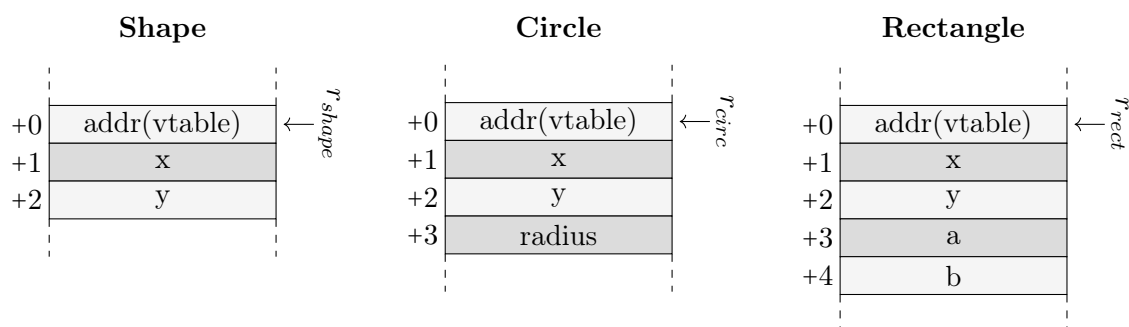 Shape
+0 addr(vtable) r_shape
+1 x
+2 y
Circle
+0 addr(vtable) r_circ
+1 x
+2 y
+3 radius
Rectangle
+0 addr(vtable) r_rect
+1 x
+2 y
+3 a
+4 b